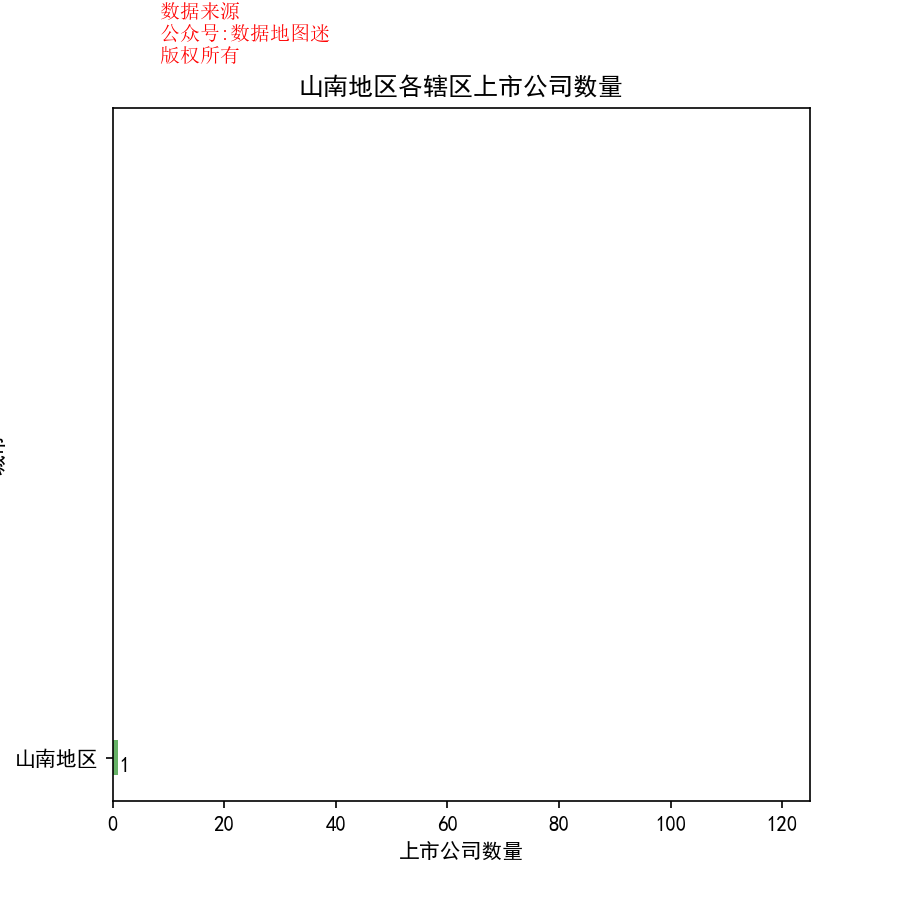 数据来源
公众号:数据地图迷
版权所有
山南地区各辖区上市公司数量
山南地区
1
0 20 40 60 80 100 120
上市公司数量